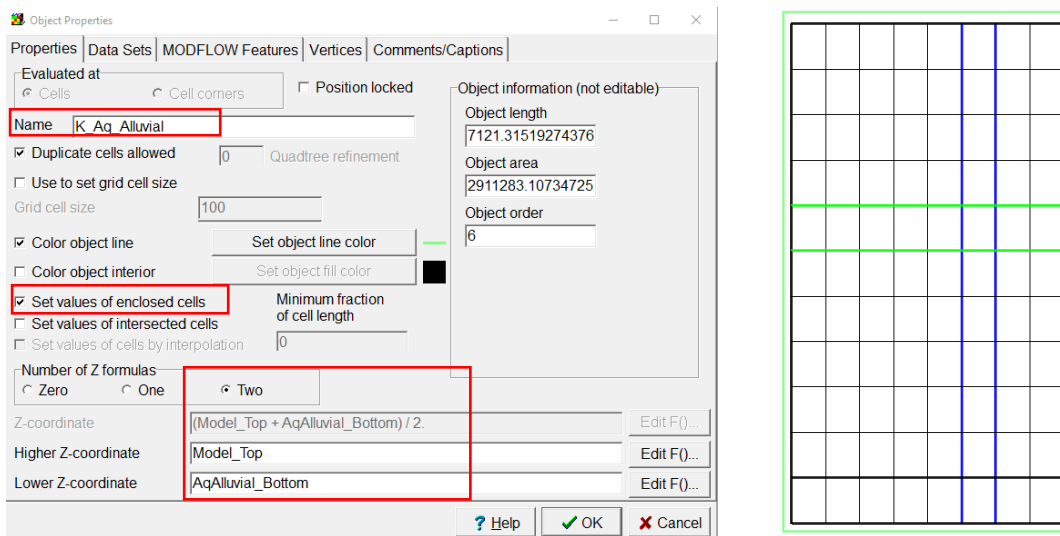 Object Properties
Properties Data Sets MODFLOW Features Vertices Comments/Captions
Evaluated at
Cells Cell corners
Position locked
Name K_Aq_Alluvial
Duplicate cells allowed 0 Quadtree refinement
Use to set grid cell size
Grid cell size 100
Color object line Set object line color
Color object interior Set object fill color
Set values of enclosed cells
Set values of intersected cells
Set values of cells by interpolation
Minimum fraction
of cell length
0
Number of Z formulas
Zero One Two
Z-coordinate (Model_Top + AqAlluvial_Bottom) / 2. Edit F()...
Higher Z-coordinate Model_Top Edit F()...
Lower Z-coordinate AqAlluvial_Bottom Edit F()...
Object information (not editable)
Object length
7121.31519274376
Object area
2911283.10734725
Object order
6
? Help OK Cancel